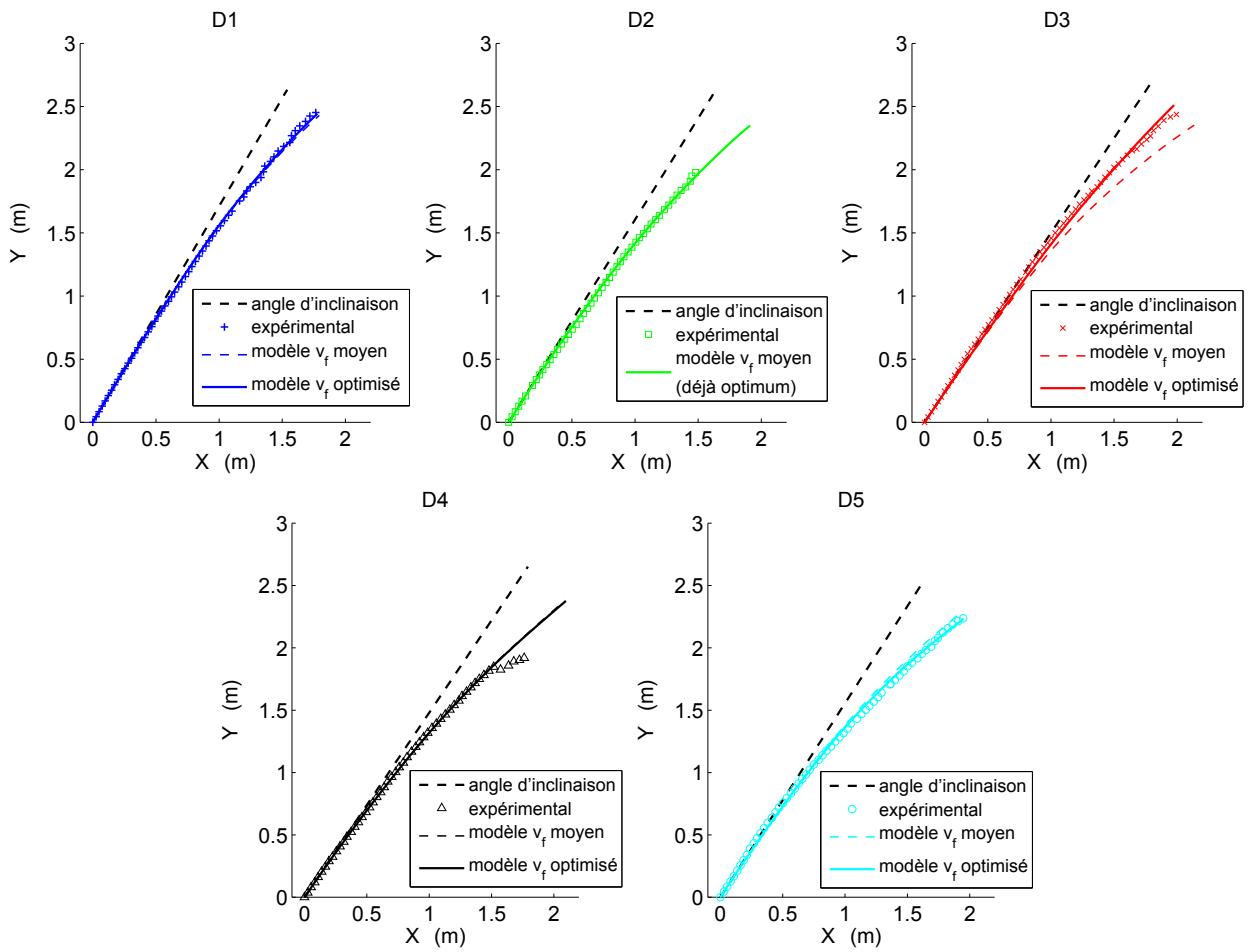 D1
3
2.5
2
1.5
1
0.5
0
0 0.5 1 1.5 2
Y (m)
X (m)
angle d'inclinaison
expérimental
modèle v_f moyen
modèle v_f optimisé
D2
3
2.5
2
1.5
1
0.5
0
0 0.5 1 1.5 2
Y (m)
X (m)
angle d'inclinaison
expérimental
modèle v_f moyen
(déjà optimum)
D3
3
2.5
2
1.5
1
0.5
0
0 0.5 1 1.5 2
Y (m)
X (m)
angle d'inclinaison
expérimental
modèle v_f moyen
modèle v_f optimisé
D4
3
2.5
2
1.5
1
0.5
0
0 0.5 1 1.5 2
Y (m)
X (m)
angle d'inclinaison
expérimental
modèle v_f moyen
modèle v_f optimisé
D5
3
2.5
2
1.5
1
0.5
0
0 0.5 1 1.5 2
Y (m)
X (m)
angle d'inclinaison
expérimental
modèle v_f moyen
modèle v_f optimisé